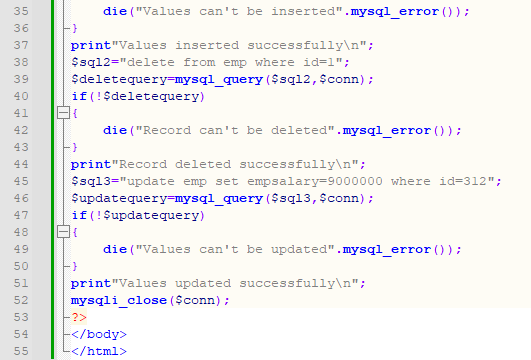 35 die("Values can't be inserted".mysql_error());
36 }
37 print"Values inserted successfully\n";
38 $sql2="delete from emp where id=1";
39 $deletequery=mysql_query($sql2,$conn);
40 if(!$deletequery)
41 {
42 die("Record can't be deleted".mysql_error());
43 }
44 print"Record deleted successfully\n";
45 $sql3="update emp set empsalary=9000000 where id=312";
46 $updatequery=mysql_query($sql3,$conn);
47 if(!$updatequery)
48 {
49 die("Values can't be updated".mysql_error());
50 }
51 print"Values updated successfully\n";
52 mysqli_close($conn);
53 ?>
54 </body>
55 </html>